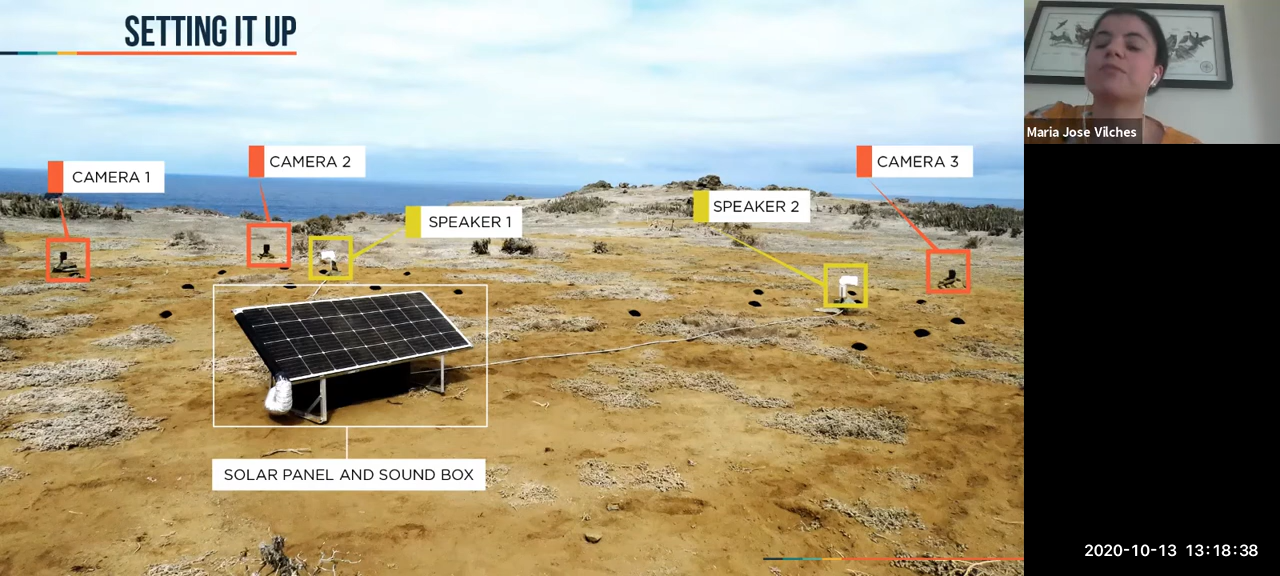 SETTING IT UP
CAMERA 1
CAMERA 2
CAMERA 3
SPEAKER 1
SPEAKER 2
SOLAR PANEL AND SOUND BOX
Maria Jose Vilches
2020-10-13 13:18:38